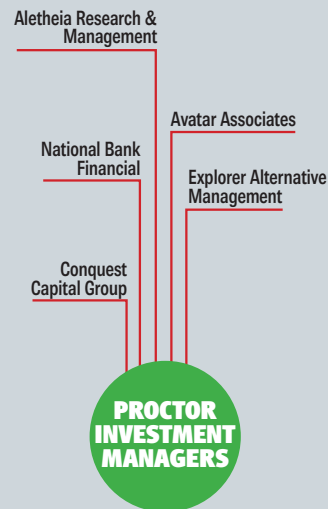 Aletheia Research &
Management
Avatar Associates
National Bank
Financial
Explorer Alternative
Management
Conquest
Capital Group
PROCTOR
INVESTMENT
MANAGERS